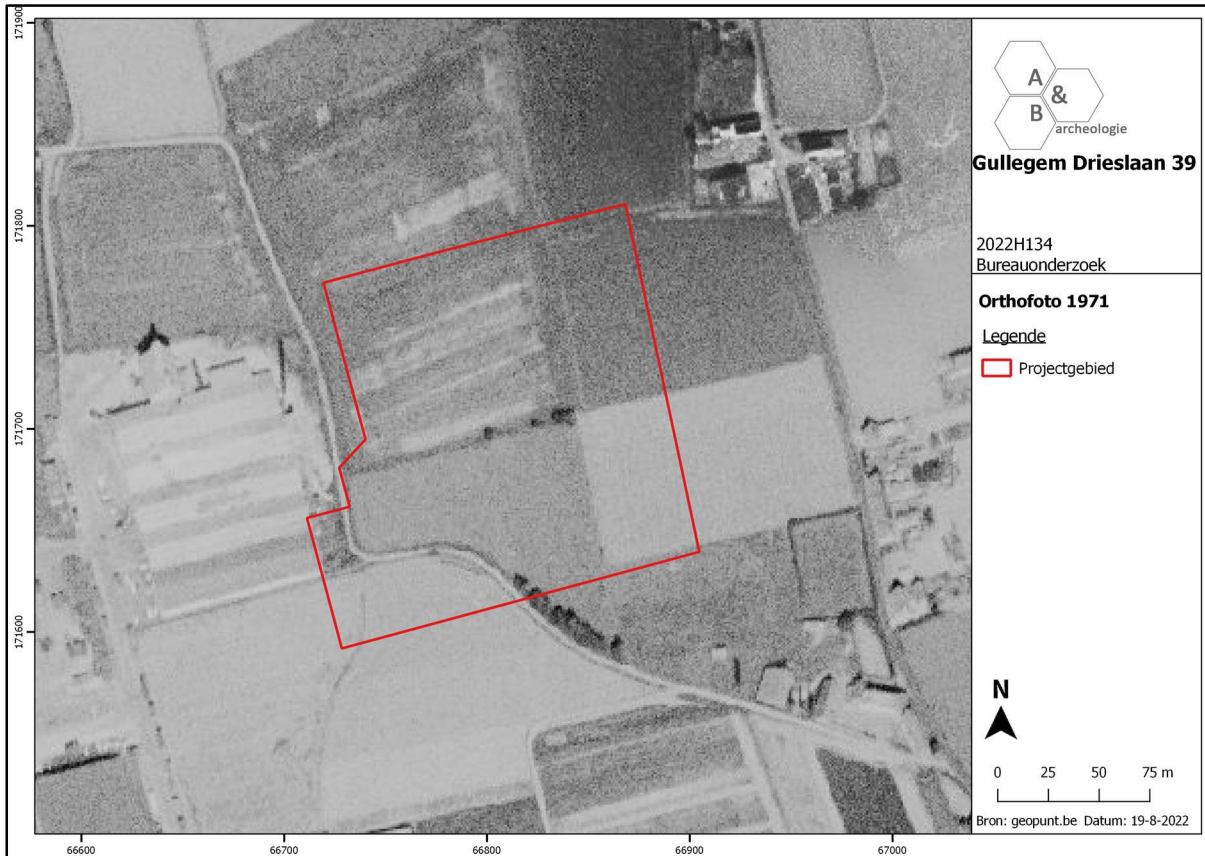 171900
171800
171700
171600
66600
66700
66800
66900
67000
A
&
B
archeologie
Gullegem Drieslaan 39
2022H134
Bureauonderzoek
Orthofoto 1971
Legende
Projectgebied
N
0 25 50 75 m
Bron: geopunt.be Datum: 19-8-2022